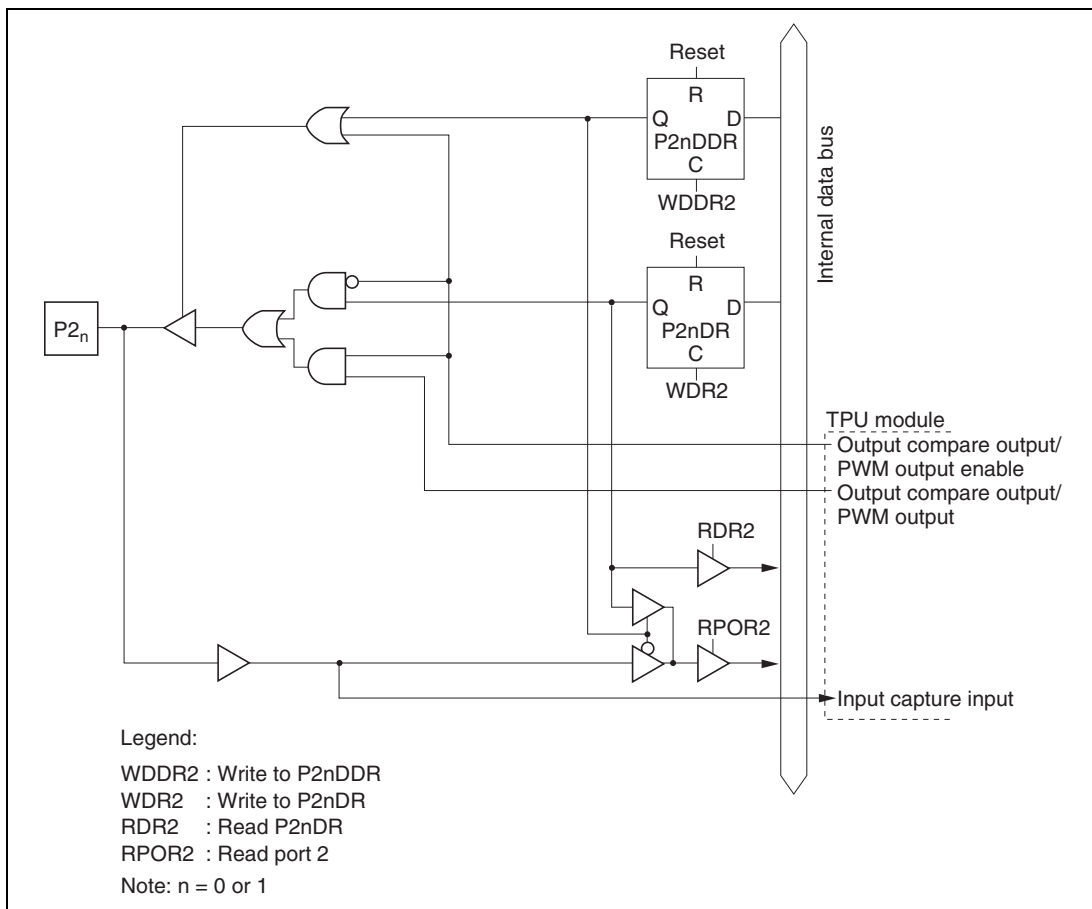 Reset
R
Q D
P2nDDR
C
WDDR2
Internal data bus
Reset
R
Q D
P2nDR
C
WDR2
P2n
TPU module
Output compare output/
PWM output enable
Output compare output/
PWM output
RDR2
RPOR2
Input capture input
Legend:
WDDR2 : Write to P2nDDR
WDR2 : Write to P2nDR
RDR2 : Read P2nDR
RPOR2 : Read port 2
Note: n = 0 or 1